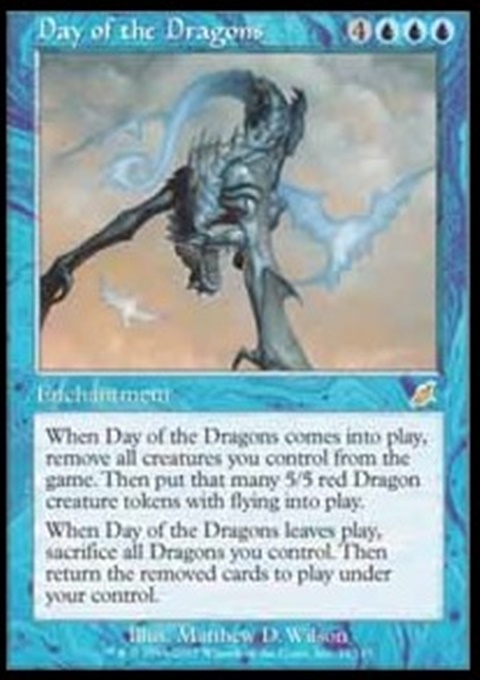 Day of the Dragons 4
Enchantment
When Day of the Dragons comes into play,
remove all creatures you control from the
game. Then put that many 5/5 red Dragon
creature tokens with flying into play.
When Day of the Dragons leaves play,
sacrifice all Dragons you control. Then
return the removed cards to play under
your control.
Illus. Matthew D. Wilson